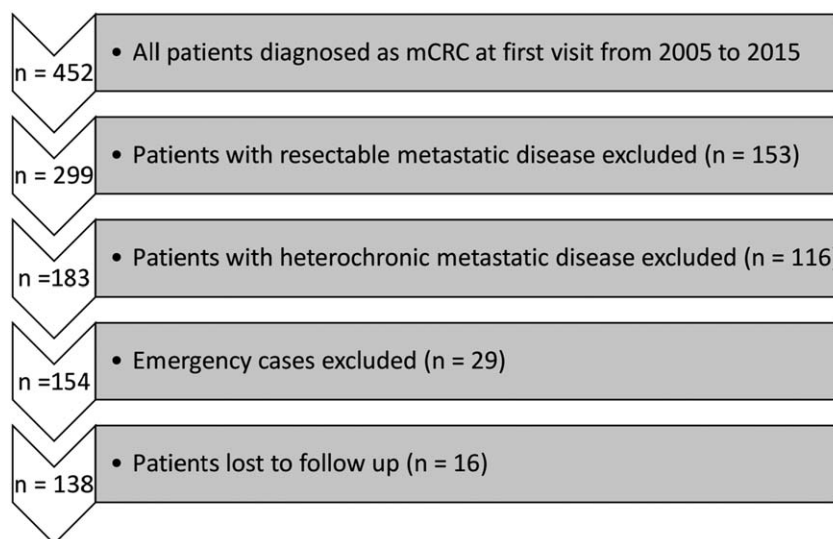 n = 452
• All patients diagnosed as mCRC at first visit from 2005 to 2015
n = 299
• Patients with resectable metastatic disease excluded (n = 153)
n =183
• Patients with heterochronic metastatic disease excluded (n = 116
n =154
• Emergency cases excluded (n = 29)
n = 138
• Patients lost to follow up (n = 16)